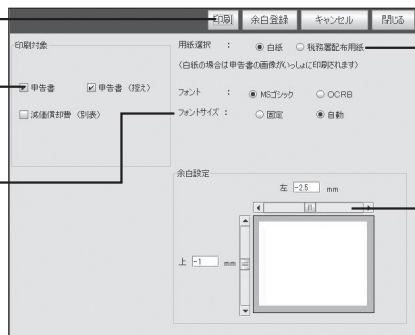 印刷 余白登録 キャンセル 閉じる
印刷対象
申告書 申告書（控え）
減価償却費（別表）
用紙選択 ： 白紙 税務署配布用紙
（白紙の場合は申告書の画像がいっしょに印刷されます）
フォント ： MSゴシック OCRB
フォントサイズ ： 固定 自動
余白設定
左 -2.5 mm
上 -1 mm